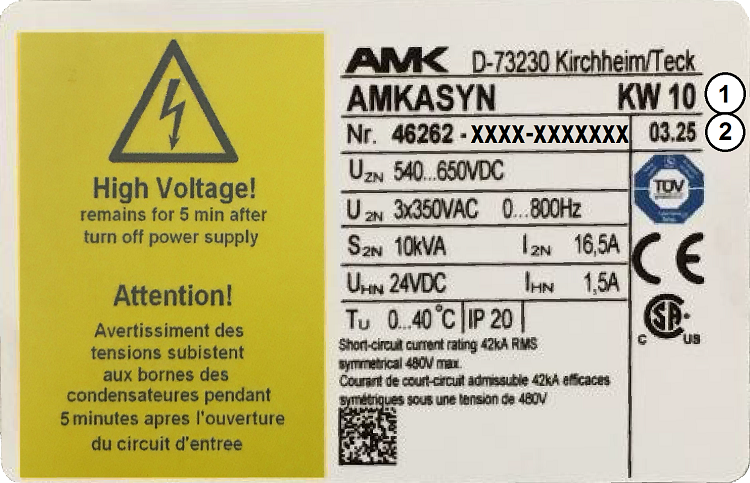 High Voltage!
remains for 5 min after
turn off power supply
Attention!
Avertissiment des
tensions subistent
aux bornes des
condensateures pendant
5 minutes apres l'ouverture
du circuit d'entree
AMK D-73230 Kirchheim/Teck
AMKASYN KW 10 1
Nr. 46262 - XXXX-XXXXXXX 03.25 2
UZN 540...650VDC
U2N 3x350VAC 0...800Hz
S2N 10kVA I2N 16,5A
UHN 24VDC IHN 1,5A
TU 0...40°C IP 20
Short-circuit current rating 42kA RMS
symmetrical 480V max.
Courant de court-circuit admissuble 42kA efficaces
symétriques sous une tension de 480V
TÜV
CE
C SA US